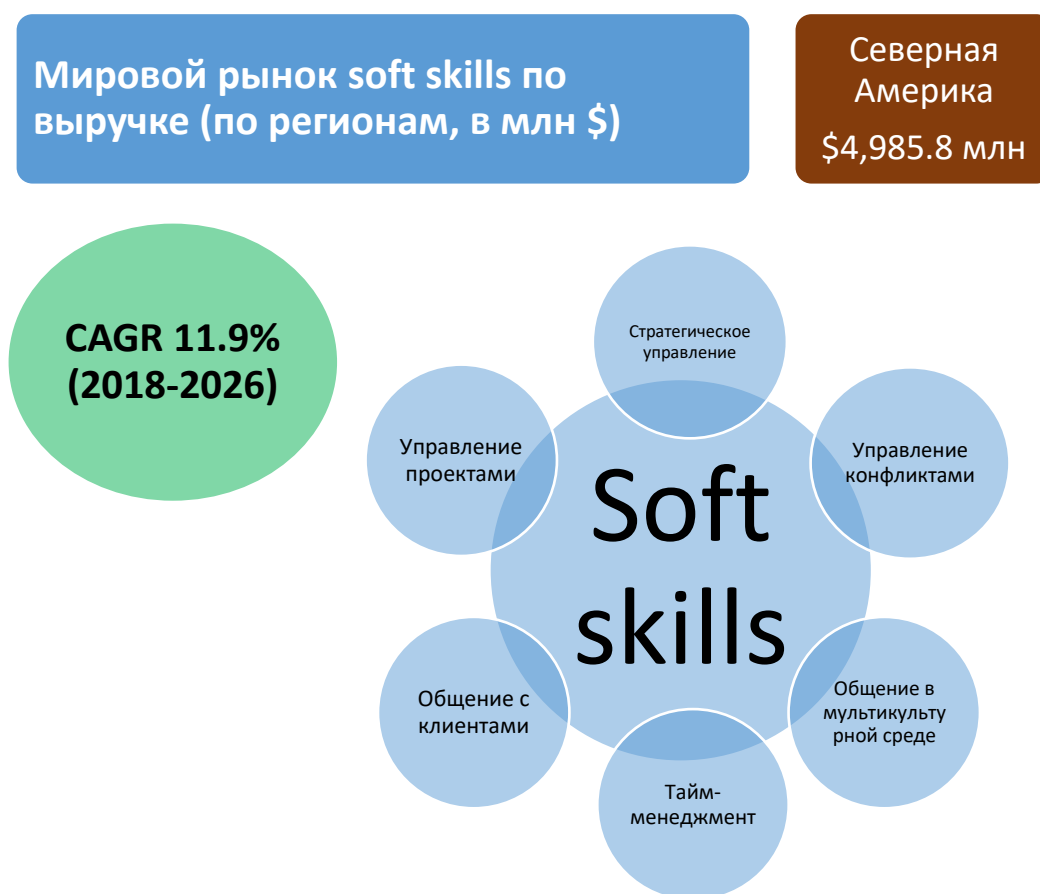 Мировой рынок soft skills по
выручке (по регионам, в млн $)
Северная
Америка
$4,985.8 млн
CAGR 11.9%
(2018-2026)
Стратегическое
управление
Управление
проектами
Управление
конфликтами
Soft
skills
Общение с
клиентами
Общение в
мультикульту
рной среде
Тайм-
менеджмент